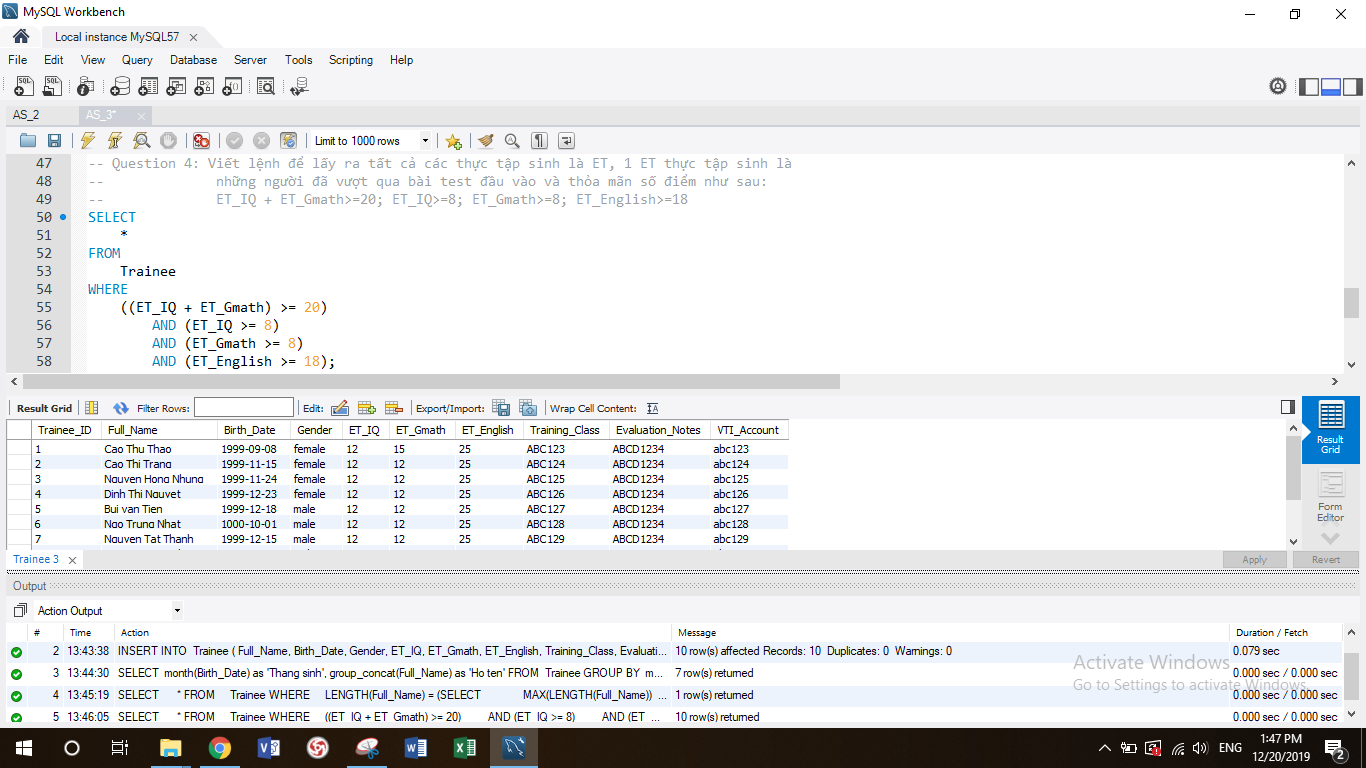 MySQL Workbench
Local instance MySQL57
File Edit View Query Database Server Tools Scripting Help
AS_2 AS_3*
Limit to 1000 rows
47 -- Question 4: Viết lệnh để lấy ra tất cả các thực tập sinh là ET, 1 ET thực tập sinh là
48 -- những người đã vượt qua bài test đầu vào và thỏa mãn số điểm như sau:
49 -- ET_IQ + ET_Gmath>=20; ET_IQ>=8; ET_Gmath>=8; ET_English>=18
50 SELECT
51 *
52 FROM
53 Trainee
54 WHERE
55 ((ET_IQ + ET_Gmath) >= 20)
56 AND (ET_IQ >= 8)
57 AND (ET_Gmath >= 8)
58 AND (ET_English >= 18);
Result Grid Filter Rows: Edit: Export/Import: Wrap Cell Content:
Trainee_ID Full_Name Birth_Date Gender ET_IQ ET_Gmath ET_English Training_Class Evaluation_Notes VTI_Account
1 Cao Thu Thao 1999-09-08 female 12 15 25 ABC123 ABCD1234 abc123
2 Cao Thi Trang 1999-11-15 female 12 12 25 ABC124 ABCD1234 abc124
3 Nguyen Hong Nhung 1999-11-24 female 12 12 25 ABC125 ABCD1234 abc125
4 Dinh Thi Nguyet 1999-12-23 female 12 12 25 ABC126 ABCD1234 abc126
5 Bui van Tien 1999-12-18 male 12 12 25 ABC127 ABCD1234 abc127
6 Ngo Trung Nhat 1000-10-01 male 12 12 25 ABC128 ABCD1234 abc128
7 Nguyen Tat Thanh 1999-12-15 male 12 12 25 ABC129 ABCD1234 abc129
Result
Grid
Form
Editor
Trainee 3 Apply Revert
Output
Action Output
# Time Action Message Duration / Fetch
2 13:43:38 INSERT INTO Trainee ( Full_Name, Birth_Date, Gender, ET_IQ, ET_Gmath, ET_English, Training_Class, Evaluati... 10 row(s) affected Records: 10 Duplicates: 0 Warnings: 0 0.079 sec
3 13:44:30 SELECT month(Birth_Date) as 'Thang sinh', group_concat(Full_Name) as 'Ho ten' FROM Trainee GROUP BY m... 7 row(s) returned 0.000 sec / 0.000 sec
4 13:45:19 SELECT * FROM Trainee WHERE LENGTH(Full_Name) = (SELECT MAX(LENGTH(Full_Name)) ... 1 row(s) returned 0.000 sec / 0.000 sec
5 13:46:05 SELECT * FROM Trainee WHERE ((ET_IQ + ET_Gmath) >= 20) AND (ET_IQ >= 8) AND (ET_ ... 10 row(s) returned 0.000 sec / 0.000 sec
Activate Windows
Go to Settings to activate Windows.
ENG
1:47 PM
12/20/2019
2